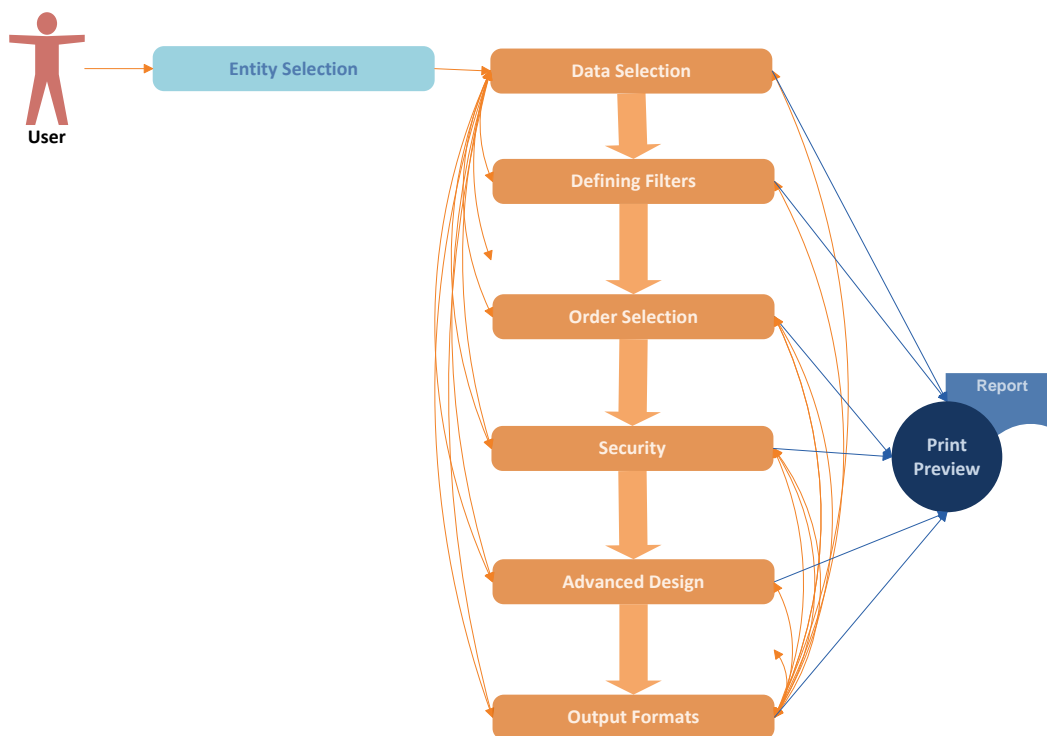 User
Entity Selection
Data Selection
Defining Filters
Order Selection
Security
Advanced Design
Output Formats
Report
Print
Preview